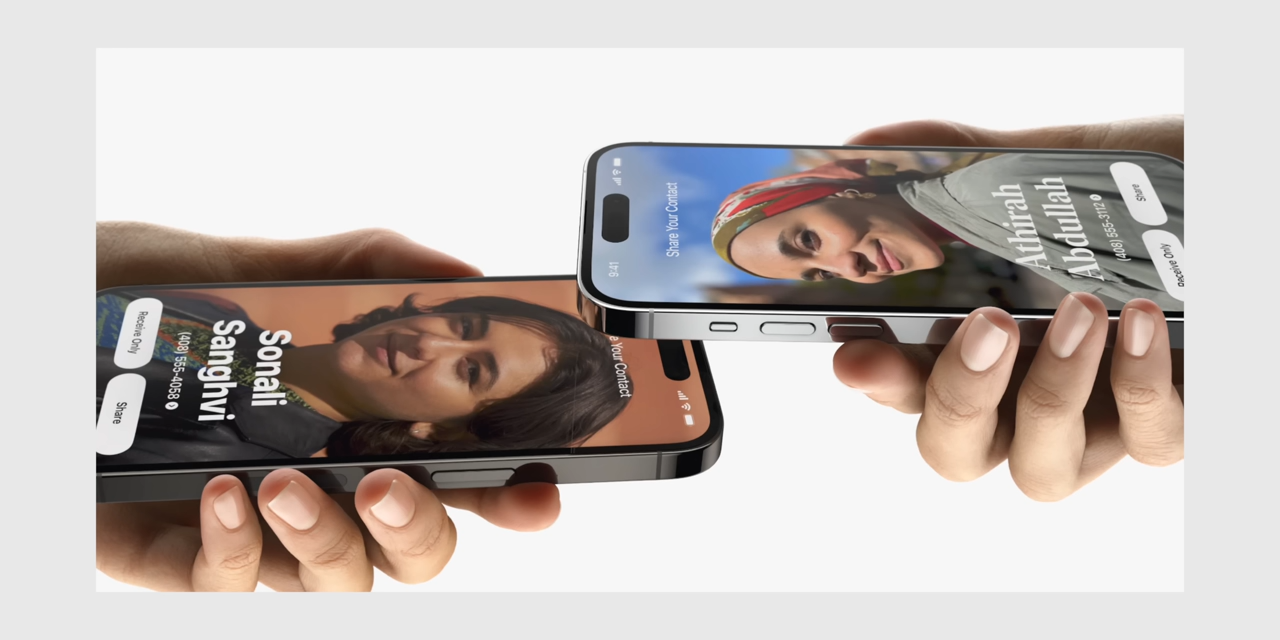 9:41
Share Your Contact
Athirah
Abdullah
(408) 555-3112
Receive Only
Share
Your Contact
Sonali
Sanghvi
(408) 555-4058
Receive Only
Share